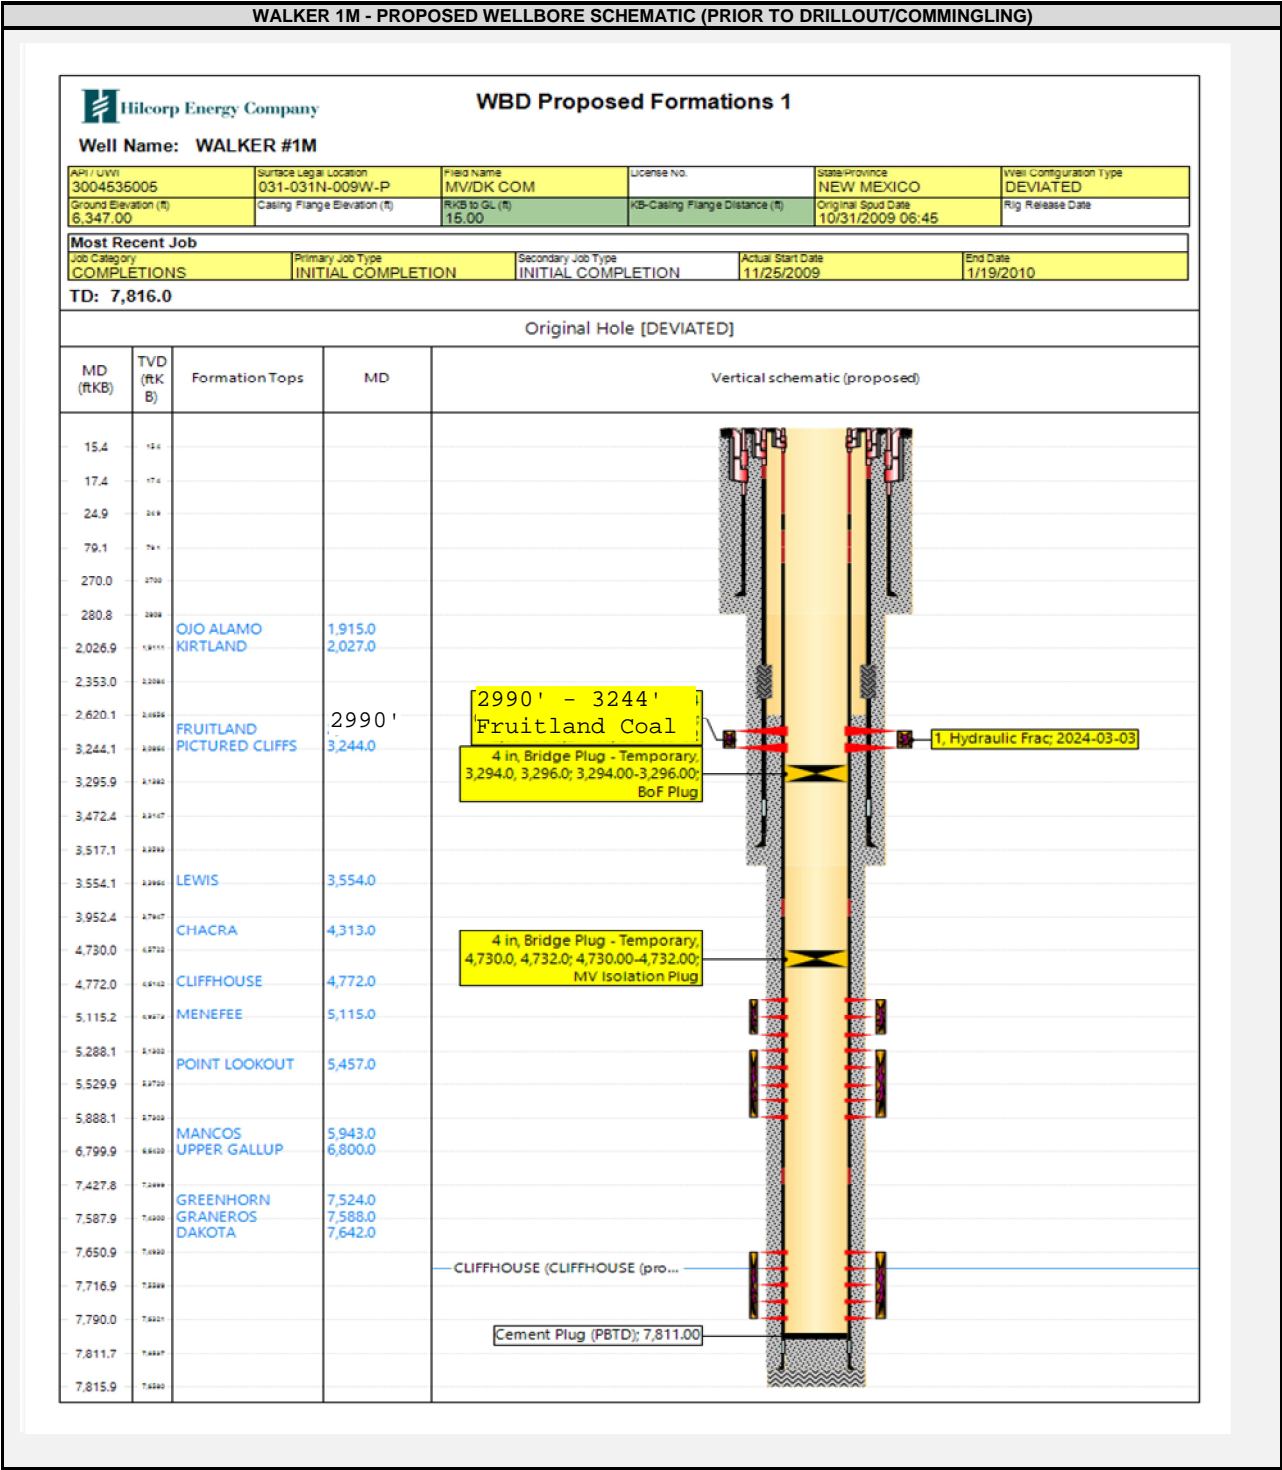 WALKER 1M - PROPOSED WELLBORE SCHEMATIC (PRIOR TO DRILLOUT/COMMINGLING)
Hilcorp Energy Company
WBD Proposed Formations 1
Well Name: WALKER #1M
API / UWI Surface Legal Location Field Name License No. State/Province Well Configuration Type
3004535005 031-031N-009W-P MV/DK COM NEW MEXICO DEVIATED
Ground Elevation (ft) Casing Flange Elevation (ft) RKB to GL (ft) KB-Casing Flange Distance (ft) Original Spud Date Rig Release Date
6,347.00 15.00 10/31/2009 06:45
Most Recent Job
Job Category Primary Job Type Secondary Job Type Actual Start Date End Date
COMPLETIONS INITIAL COMPLETION INITIAL COMPLETION 11/25/2009 1/19/2010
TD: 7,816.0
Original Hole [DEVIATED]
MD (ftKB)
TVD (ftK B)
Formation Tops
MD
Vertical schematic (proposed)
15.4
17.4
24.9
79.1
270.0
280.8
OJO ALAMO 1,915.0
2,026.9 KIRTLAND 2,027.0
2,353.0
2990' - 3244'
2,620.1 2990' Fruitland Coal
FRUITLAND
1, Hydraulic Frac; 2024-03-03
3,244.1 PICTURED CLIFFS 3,244.0
4 in, Bridge Plug - Temporary,
3,294.0, 3,296.0; 3,294.00-3,296.00;
3,295.9 BoF Plug
3,472.4
3,517.1
3,554.1 LEWIS 3,554.0
3,952.4
CHACRA 4,313.0
4 in, Bridge Plug - Temporary,
4,730.0 4,730.0, 4,732.0; 4,730.00-4,732.00;
MV Isolation Plug
4,772.0 CLIFFHOUSE 4,772.0
5,115.2 MENEFEE 5,115.0
5,288.1
POINT LOOKOUT 5,457.0
5,529.9
5,888.1
MANCOS 5,943.0
6,799.9 UPPER GALLUP 6,800.0
7,427.8
GREENHORN 7,524.0
7,587.9 GRANEROS 7,588.0
DAKOTA 7,642.0
7,650.9
CLIFFHOUSE (CLIFFHOUSE (pro...
7,716.9
7,790.0
Cement Plug (PBTD); 7,811.00
7,811.7
7,815.9